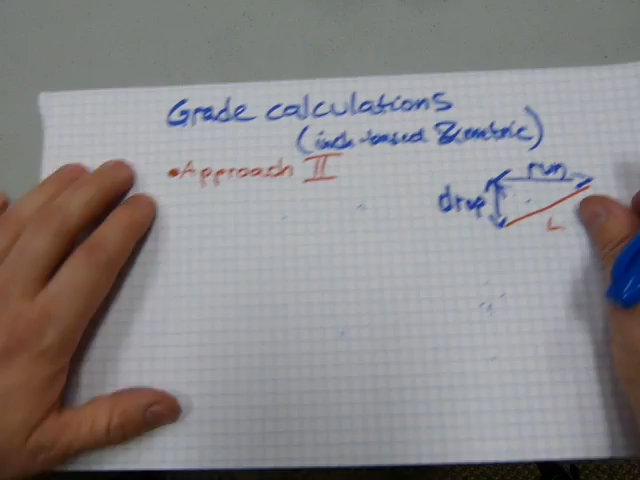 Grade calculations
(inch-based & metric)
•Approach II
run
drop
L